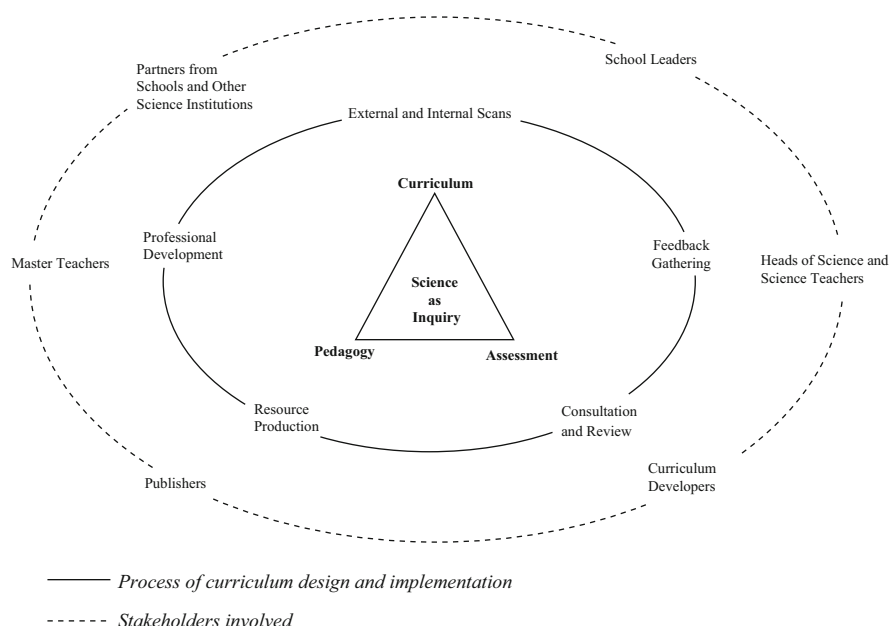 School Leaders
Partners from
Schools and Other
Science Institutions
External and Internal Scans
Curriculum
Professional
Development
Feedback
Gathering
Master Teachers
Heads of Science and
Science Teachers
Science
as
Inquiry
Pedagogy
Assessment
Resource
Production
Consultation
and Review
Publishers
Curriculum
Developers
Process of curriculum design and implementation
Stakeholders involved